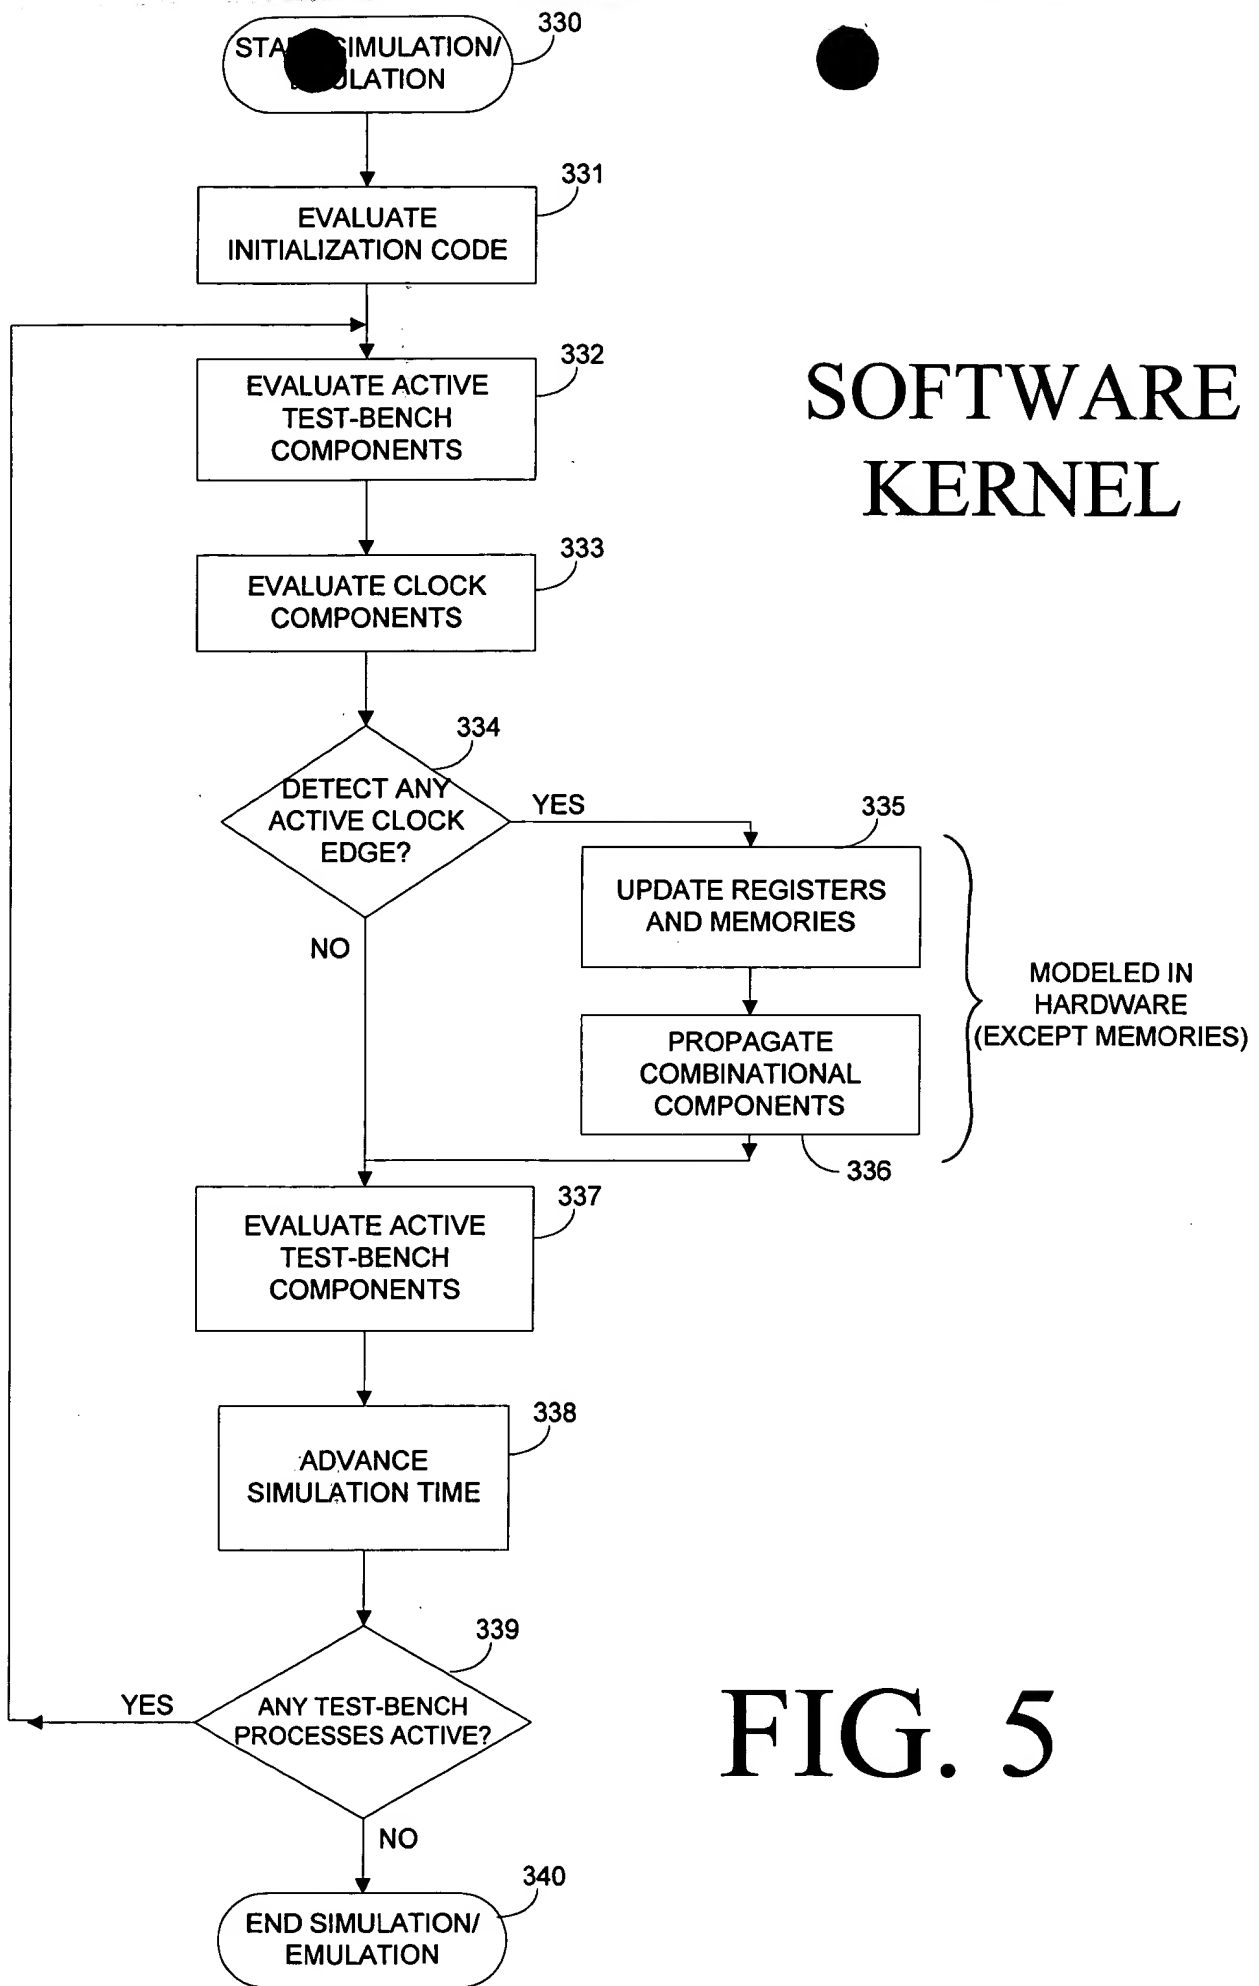 330
SIMULATION/
EMULATION
331
EVALUATE
INITIALIZATION CODE
332
EVALUATE ACTIVE
TEST-BENCH
COMPONENTS
SOFTWARE
KERNEL
333
EVALUATE CLOCK
COMPONENTS
334
DETECT ANY
ACTIVE CLOCK
EDGE?
YES
NO
335
UPDATE REGISTERS
AND MEMORIES
PROPAGATE
COMBINATIONAL
COMPONENTS
336
MODELED IN
HARDWARE
(EXCEPT MEMORIES)
337
EVALUATE ACTIVE
TEST-BENCH
COMPONENTS
338
ADVANCE
SIMULATION TIME
339
ANY TEST-BENCH
PROCESSES ACTIVE?
YES
NO
FIG. 5
340
END SIMULATION/
EMULATION